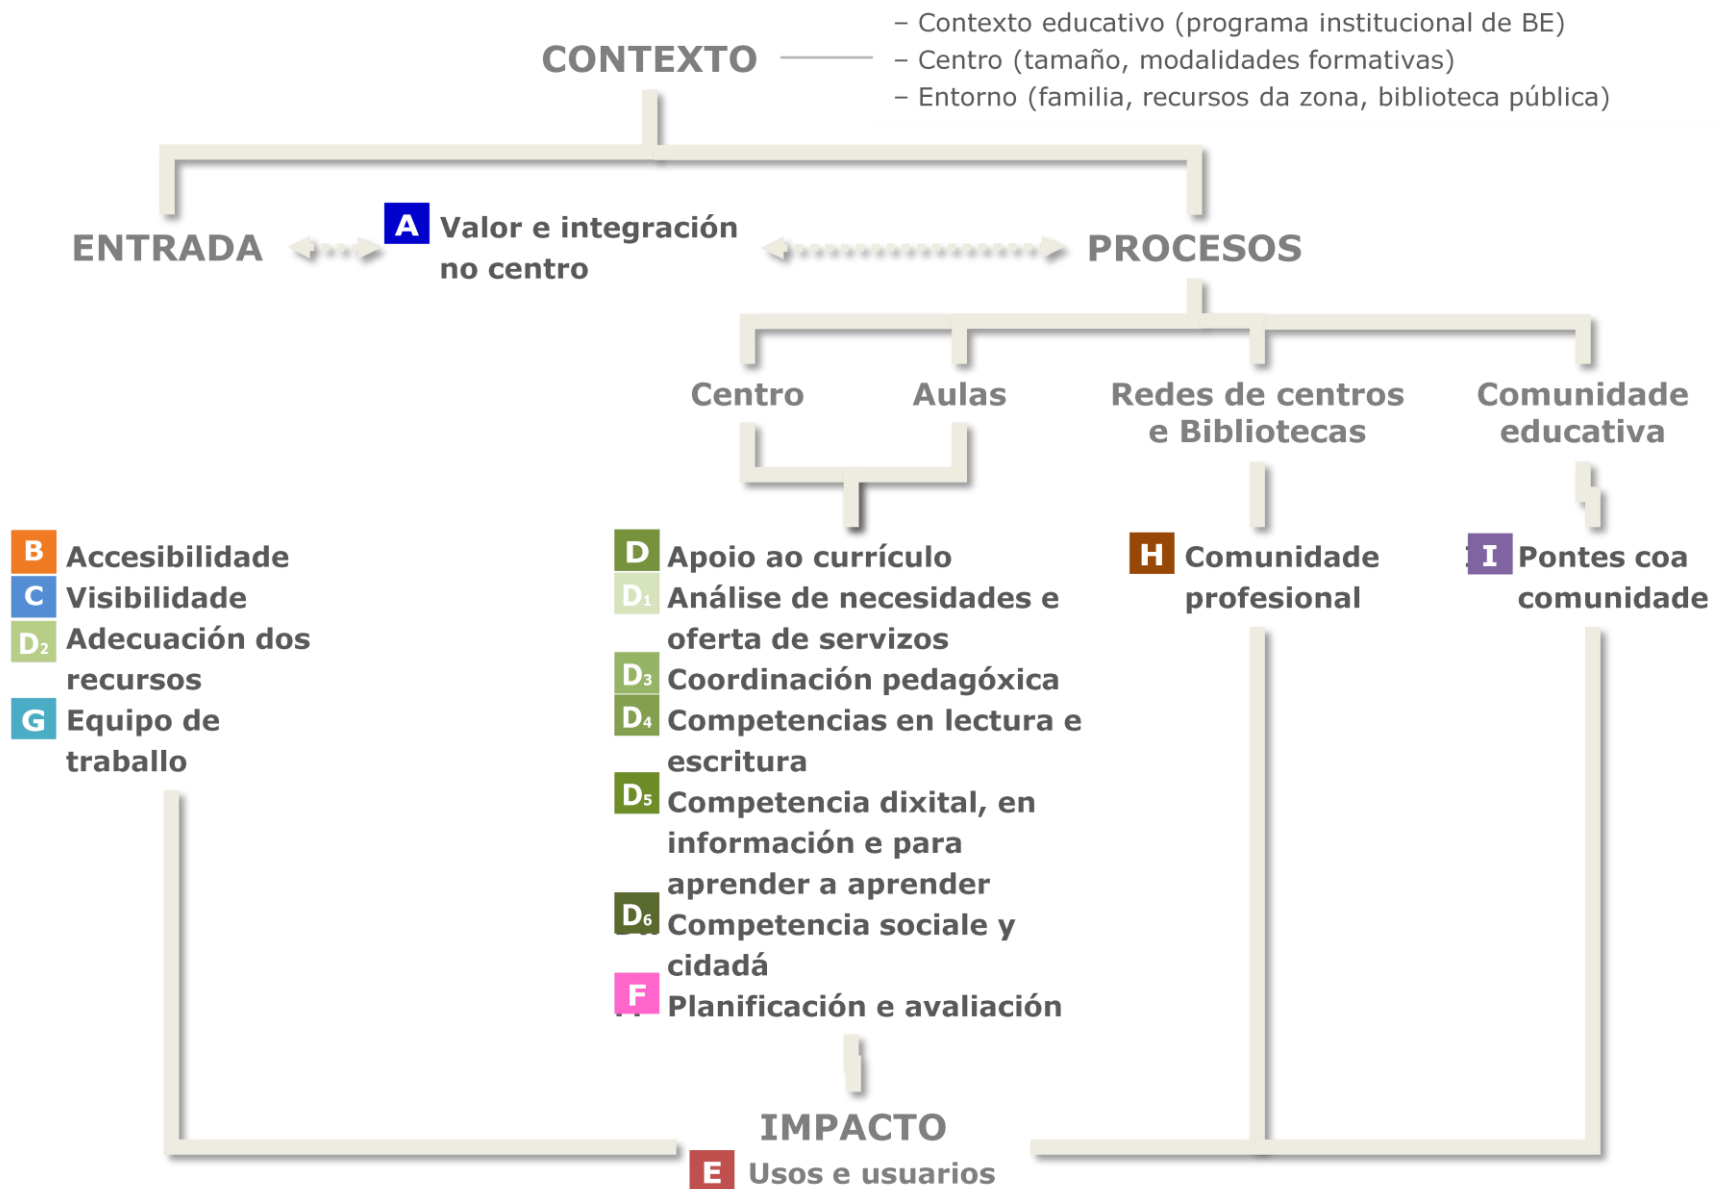 CONTEXTO
– Contexto educativo (programa institucional de BE)
– Centro (tamaño, modalidades formativas)
– Entorno (familia, recursos da zona, biblioteca pública)
ENTRADA
A Valor e integración
no centro
PROCESOS
Centro
Aulas
Redes de centros
e Bibliotecas
Comunidade
educativa
B Accesibilidade
C Visibilidade
D2 Adecuación dos
recursos
G Equipo de
traballo
D Apoio ao currículo
D1 Análise de necesidades e
oferta de servizos
D3 Coordinación pedagóxica
D4 Competencias en lectura e
escritura
D5 Competencia dixital, en
información e para
aprender a aprender
D6 Competencia sociale y
cidadá
F Planificación e avaliación
H Comunidade
profesional
I Pontes coa
comunidade
IMPACTO
E Usos e usuarios